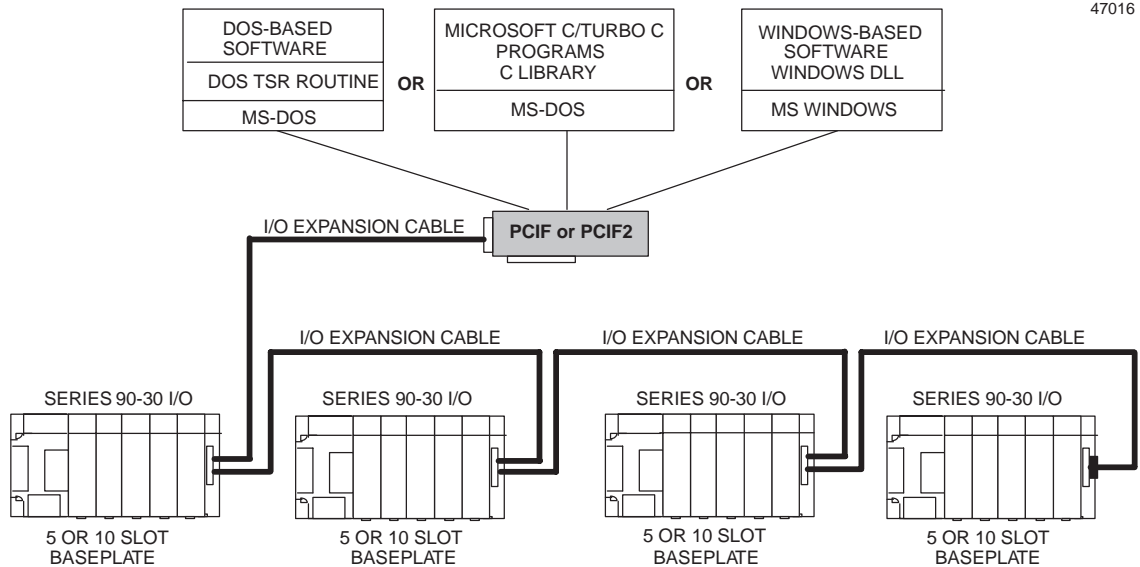 47016
DOS-BASED
SOFTWARE
DOS TSR ROUTINE
MS-DOS
OR
MICROSOFT C/TURBO C
PROGRAMS
C LIBRARY
MS-DOS
OR
WINDOWS-BASED
SOFTWARE
WINDOWS DLL
MS WINDOWS
I/O EXPANSION CABLE
PCIF or PCIF2
I/O EXPANSION CABLE
I/O EXPANSION CABLE
I/O EXPANSION CABLE
SERIES 90-30 I/O
SERIES 90-30 I/O
SERIES 90-30 I/O
SERIES 90-30 I/O
5 OR 10 SLOT
BASEPLATE
5 OR 10 SLOT
BASEPLATE
5 OR 10 SLOT
BASEPLATE
5 OR 10 SLOT
BASEPLATE